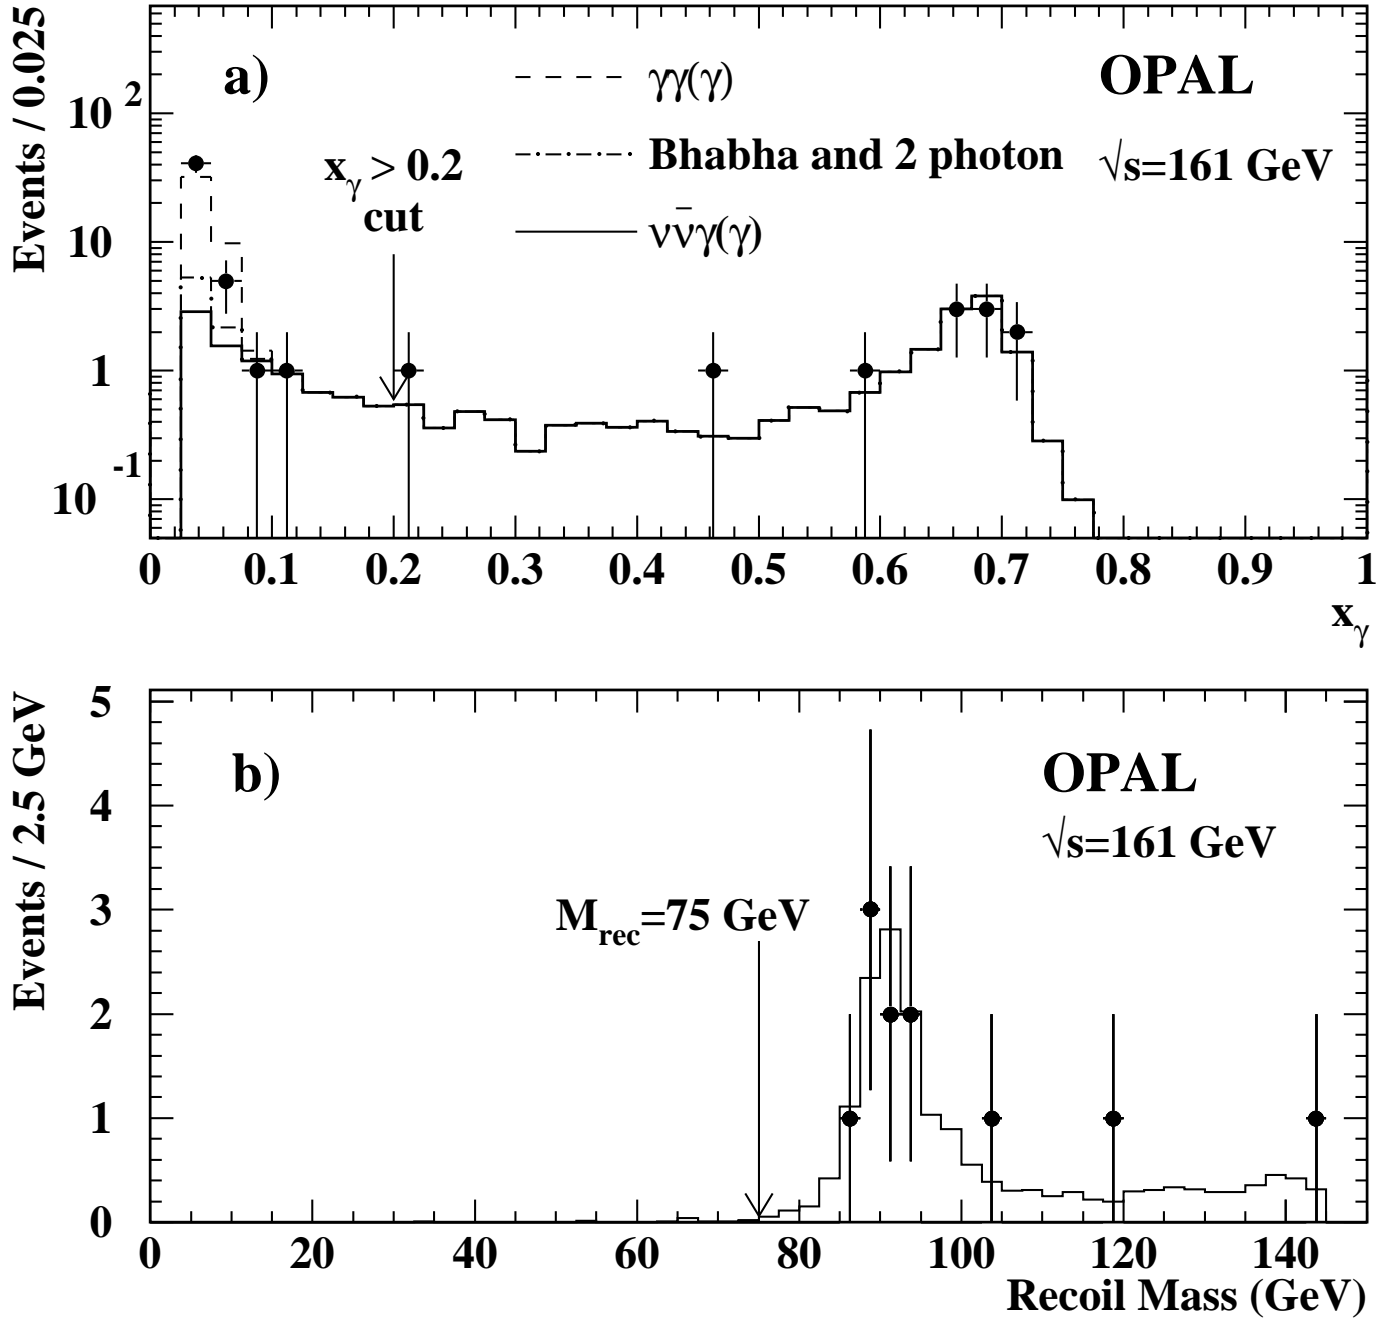 Events / 0.025
a)
γγ(γ)
Bhabha and 2 photon
νν̄γ(γ)
xγ > 0.2
cut
OPAL
√s=161 GeV
10 2
10
1
10 -1
0 0.1 0.2 0.3 0.4 0.5 0.6 0.7 0.8 0.9 1
xγ
Events / 2.5 GeV
b)
OPAL
√s=161 GeV
Mrec=75 GeV
5
4
3
2
1
0
0 20 40 60 80 100 120 140
Recoil Mass (GeV)